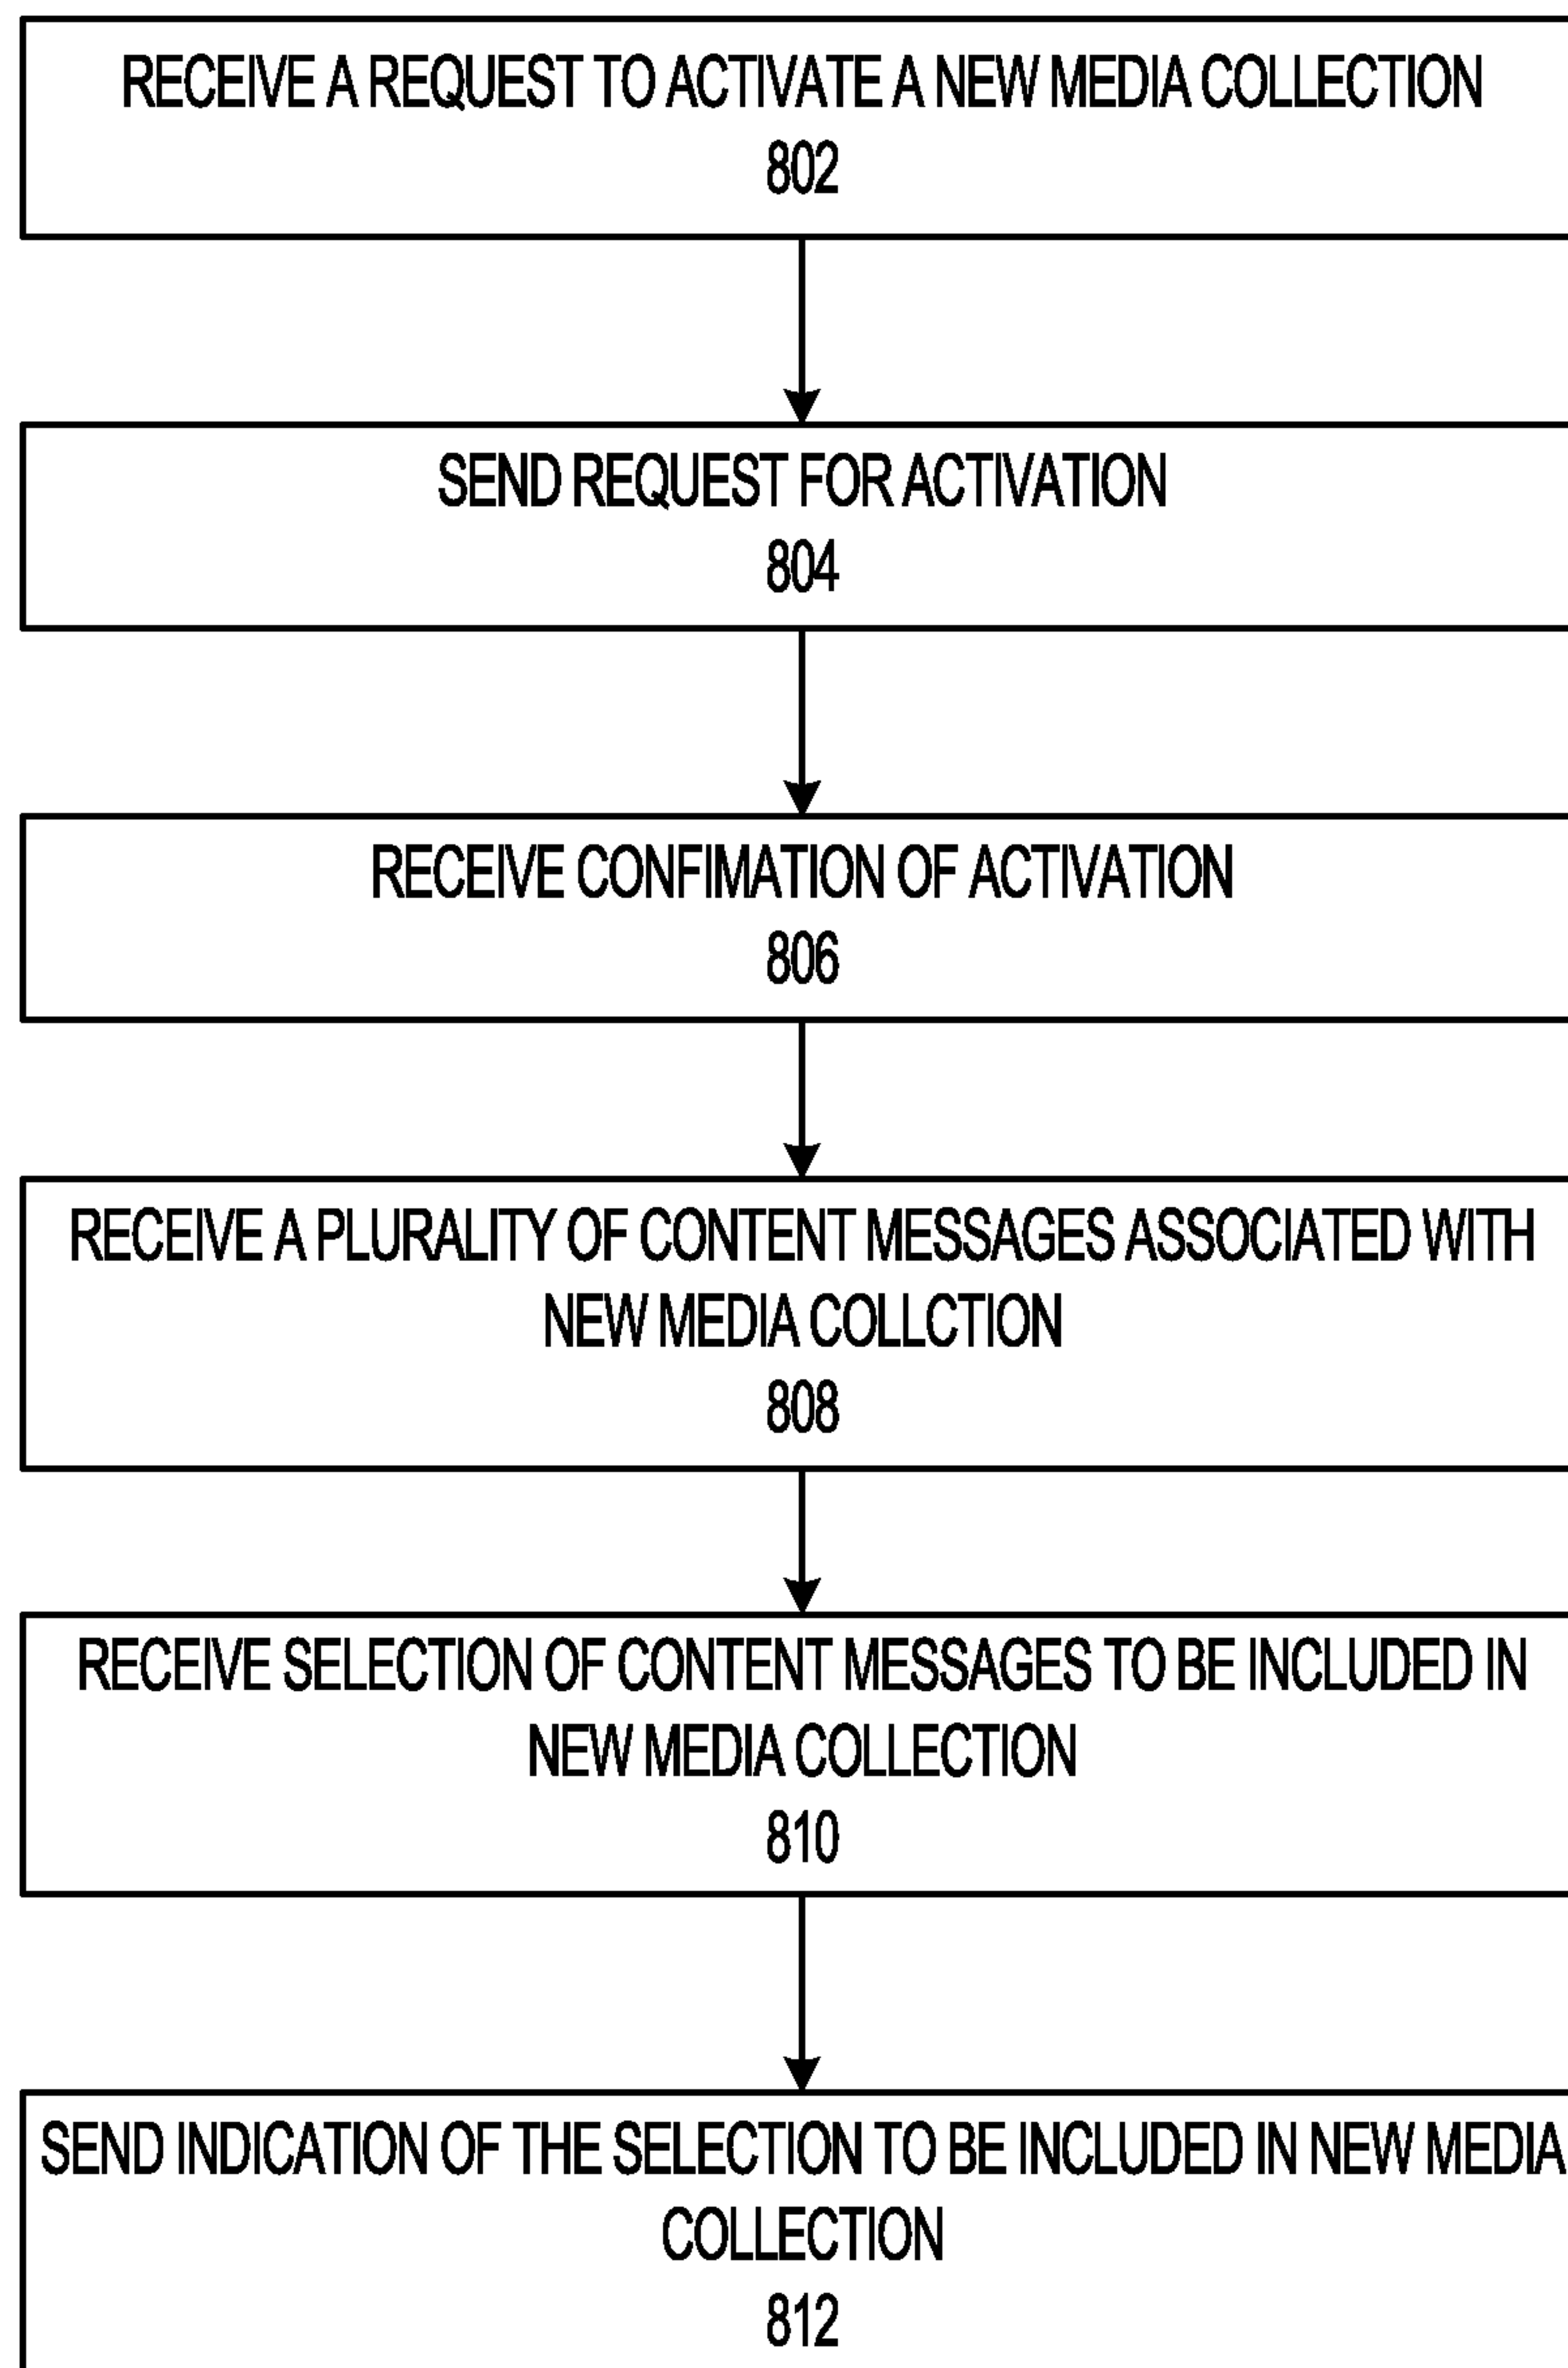 RECEIVE A REQUEST TO ACTIVATE A NEW MEDIA COLLECTION
802
SEND REQUEST FOR ACTIVATION
804
RECEIVE CONFIMATION OF ACTIVATION
806
RECEIVE A PLURALITY OF CONTENT MESSAGES ASSOCIATED WITH
NEW MEDIA COLLCTION
808
RECEIVE SELECTION OF CONTENT MESSAGES TO BE INCLUDED IN
NEW MEDIA COLLECTION
810
SEND INDICATION OF THE SELECTION TO BE INCLUDED IN NEW MEDIA
COLLECTION
812